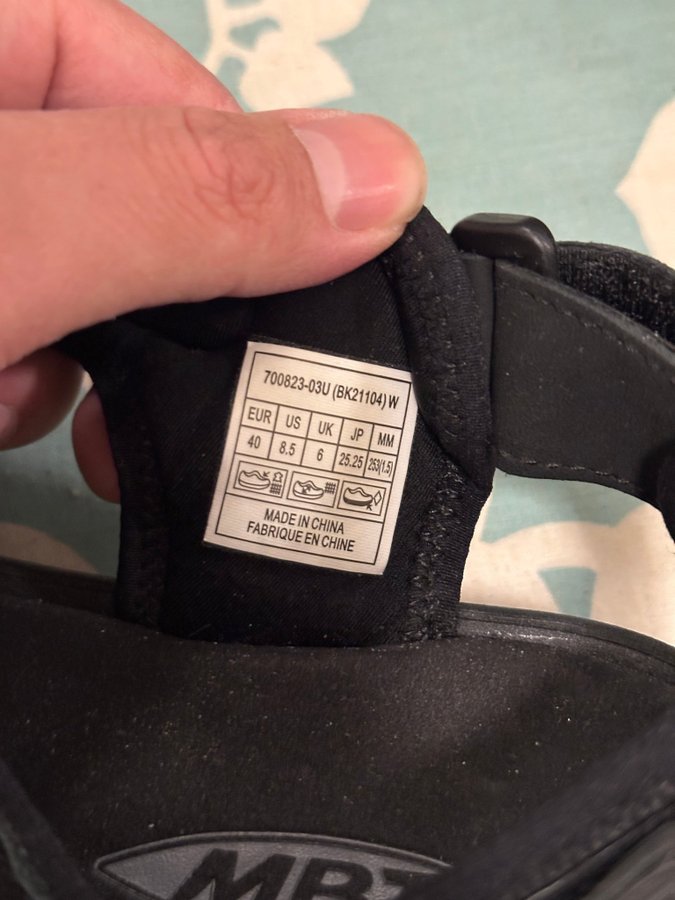 700823-03U (BK21104) W
EUR US UK JP MM
40 8.5 6 25.25 253(1.5)
MADE IN CHINA
FABRIQUE EN CHINE
MBT